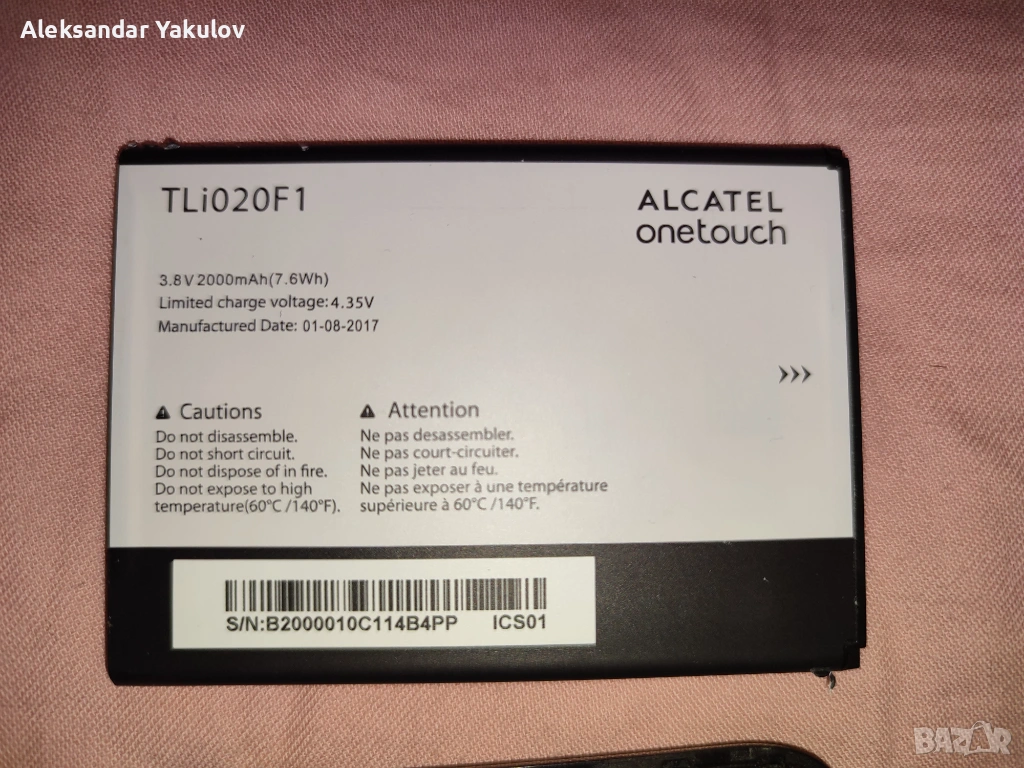 Aleksandar Yakulov
TLi020F1
ALCATEL
onetouch
3.8V 2000mAh(7.6Wh)
Limited charge voltage: 4.35V
Manufactured Date: 01-08-2017
>>>
⚠ Cautions
Do not disassemble.
Do not short circuit.
Do not dispose of in fire.
Do not expose to high
temperature(60°C /140°F).
⚠ Attention
Ne pas desassembler.
Ne pas court-circuiter.
Ne pas jeter au feu.
Ne pas exposer à une température
supérieure à 60°C /140°F.
S/N:B2000010C114B4PP ICS01
BAZAR